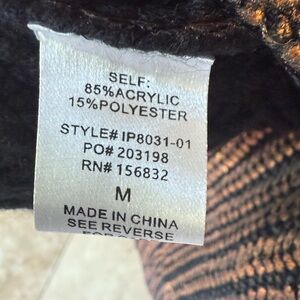 SELF:
85%ACRYLIC
15%POLYESTER
STYLE# IP8031-01
PO# 203198
RN# 156832
M
MADE IN CHINA
SEE REVERSE